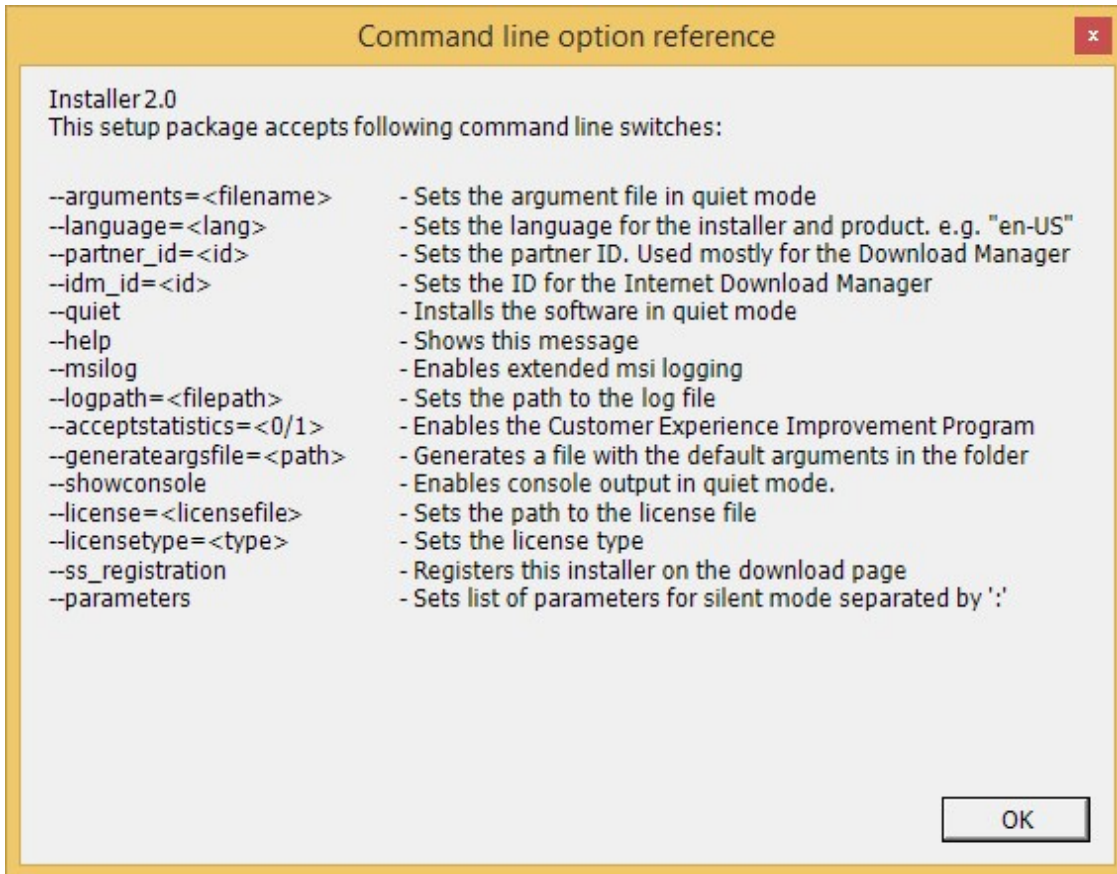 Command line option reference
x
Installer 2.0
This setup package accepts following command line switches:
--arguments=<filename> - Sets the argument file in quiet mode
--language=<lang> - Sets the language for the installer and product. e.g. "en-US"
--partner_id=<id> - Sets the partner ID. Used mostly for the Download Manager
--idm_id=<id> - Sets the ID for the Internet Download Manager
--quiet - Installs the software in quiet mode
--help - Shows this message
--msilog - Enables extended msi logging
--logpath=<filepath> - Sets the path to the log file
--acceptstatistics=<0/1> - Enables the Customer Experience Improvement Program
--generateargsfile=<path> - Generates a file with the default arguments in the folder
--showconsole - Enables console output in quiet mode.
--license=<licensefile> - Sets the path to the license file
--licensetype=<type> - Sets the license type
--ss_registration - Registers this installer on the download page
--parameters - Sets list of parameters for silent mode separated by ':'
OK